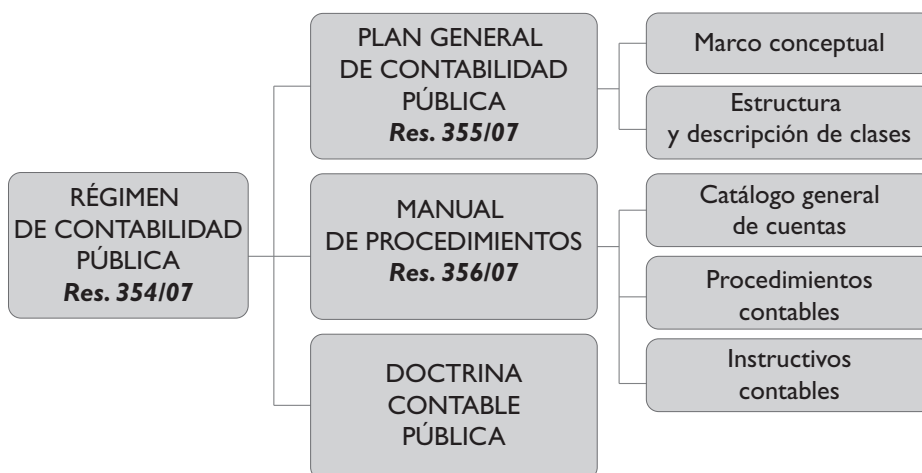 RÉGIMEN
DE CONTABILIDAD
PÚBLICA
Res. 354/07
PLAN GENERAL
DE CONTABILIDAD
PÚBLICA
Res. 355/07
Marco conceptual
Estructura
y descripción de clases
MANUAL
DE PROCEDIMIENTOS
Res. 356/07
Catálogo general
de cuentas
Procedimientos
contables
Instructivos
contables
DOCTRINA
CONTABLE
PÚBLICA